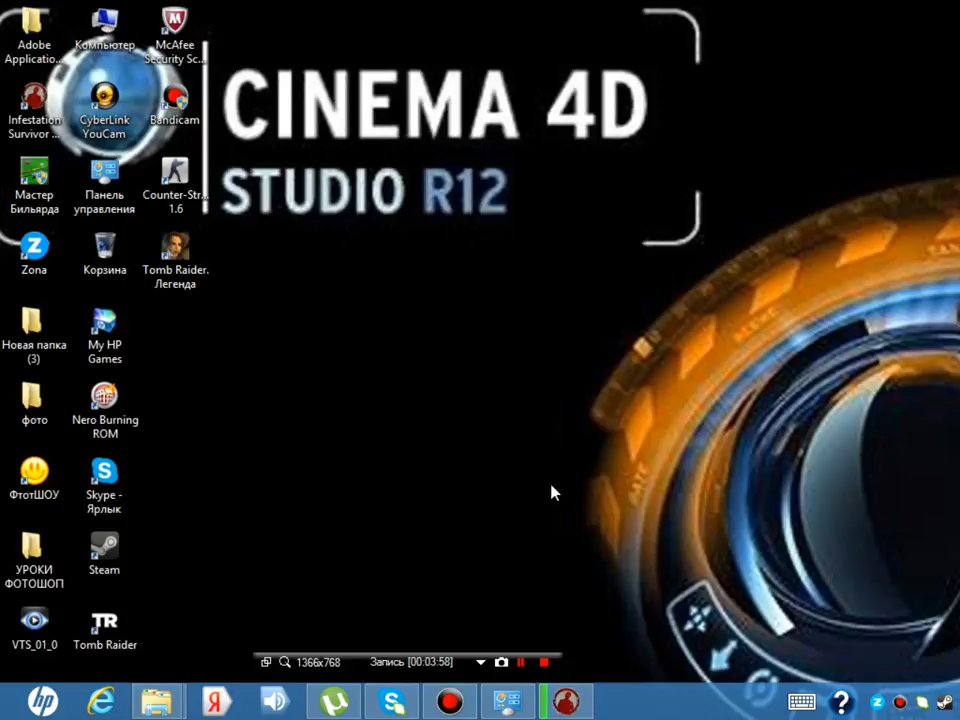 CINEMA 4D
STUDIO R12
Adobe
Applicatio...
Компьютер
McAfee
Security Sc...
Infestation
Survivor ...
CyberLink
YouCam
Bandicam
Мастер
Бильярда
Панель
управления
Counter-Str...
1.6
Zona
Корзина
Tomb Raider.
Легенда
Новая папка
(3)
My HP
Games
фото
Nero Burning
ROM
ФтотШОУ
Skype -
Ярлык
УРОКИ
ФОТОШОП
Steam
VTS_01_0
Tomb Raider
1366x768
Запись [00:03:58]